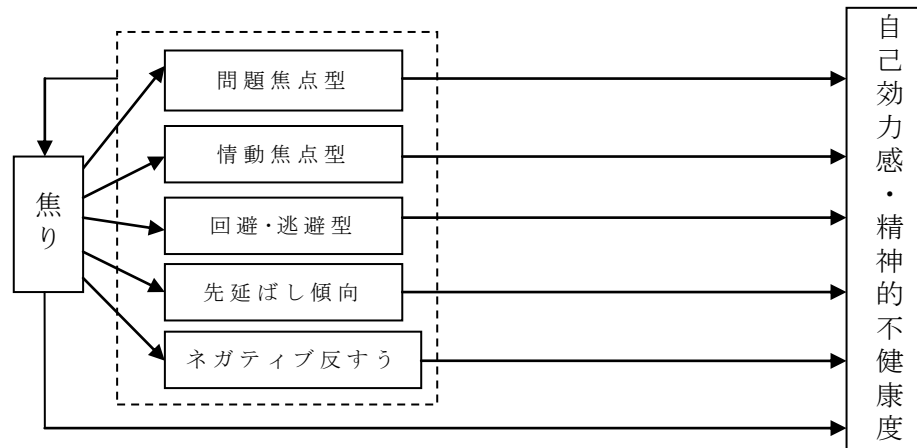 問題焦点型
情動焦点型
回避・逃避型
先延ばし傾向
ネガティブ反すう
焦り
自己効力感・精神的不健康度